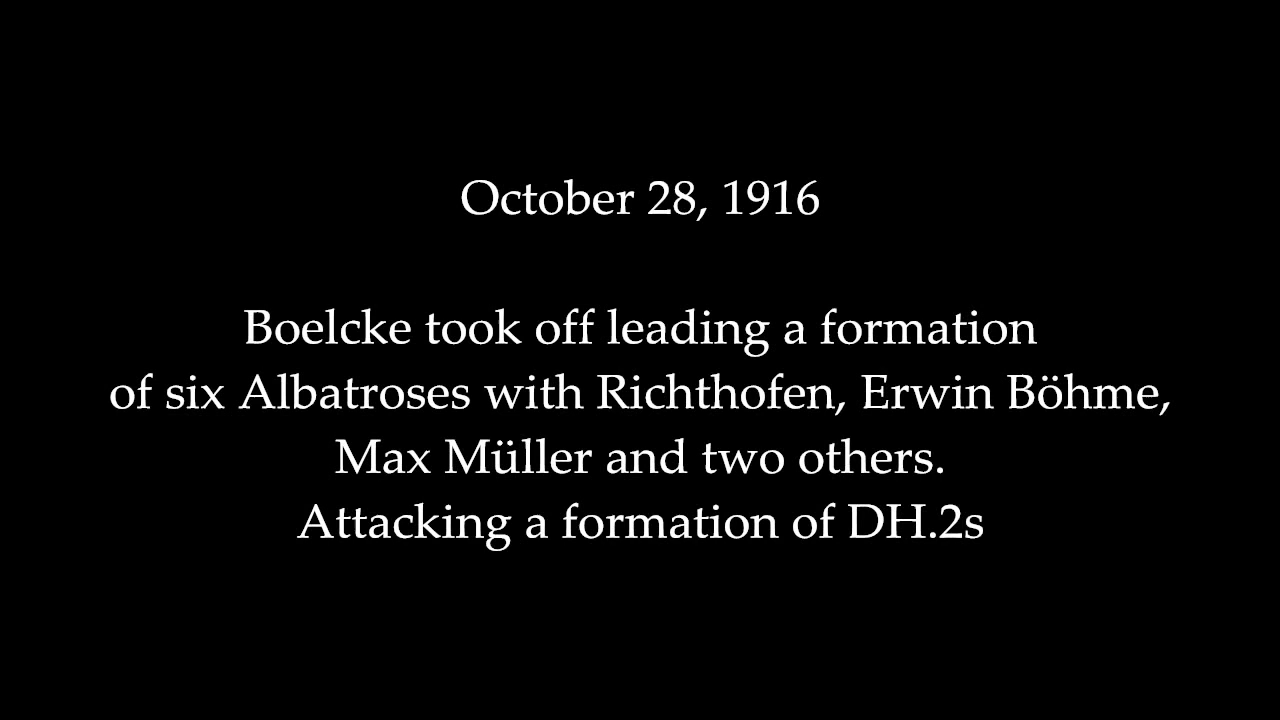 October 28, 1916
Boelcke took off leading a formation
of six Albatroses with Richthofen, Erwin Böhme,
Max Müller and two others.
Attacking a formation of DH.2s